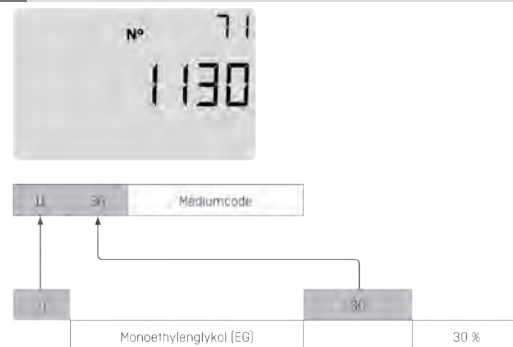 Nº 71
1130
11 30 Mediumcode
11 30
Monoethylenglykol (EG) 30 %